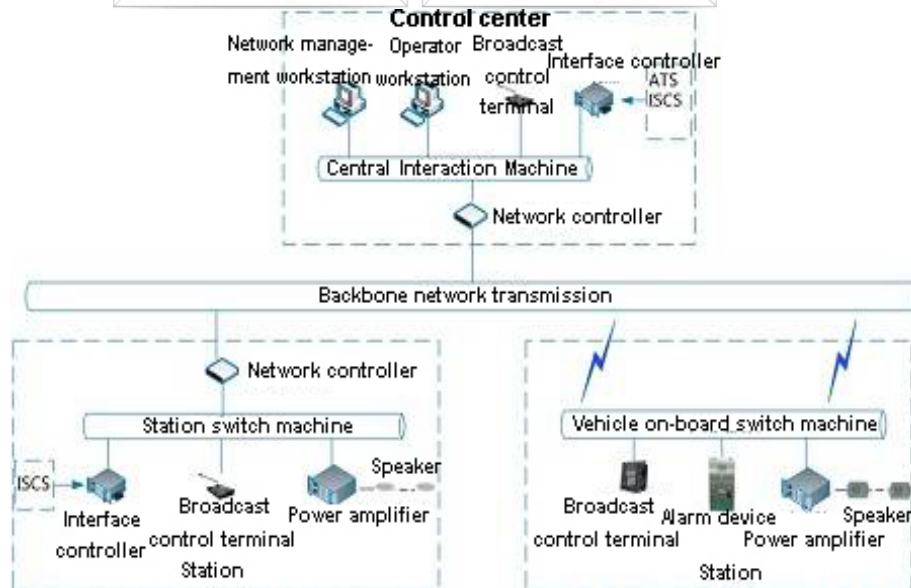 Control center
Network manage-
ment workstation
Operator
workstation
Broadcast
control
terminal
Interface controller
ATS
ISCS
Central Interaction Machine
Network controller
Backbone network transmission
Network controller
Station switch machine
ISCS
Interface
controller
Broadcast
control terminal
Speaker
Power amplifier
Station
Vehicle on-board switch machine
Broadcast
control terminal
Alarm device
Power amplifier
Speaker
Station